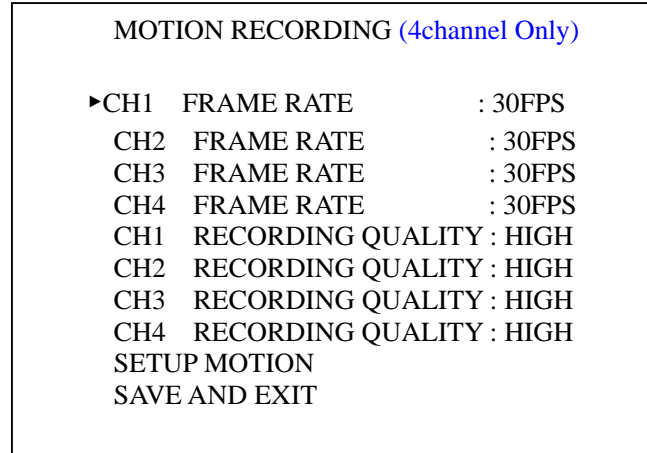 MOTION RECORDING (4channel Only)
▸CH1 FRAME RATE : 30FPS
CH2 FRAME RATE : 30FPS
CH3 FRAME RATE : 30FPS
CH4 FRAME RATE : 30FPS
CH1 RECORDING QUALITY : HIGH
CH2 RECORDING QUALITY : HIGH
CH3 RECORDING QUALITY : HIGH
CH4 RECORDING QUALITY : HIGH
SETUP MOTION
SAVE AND EXIT